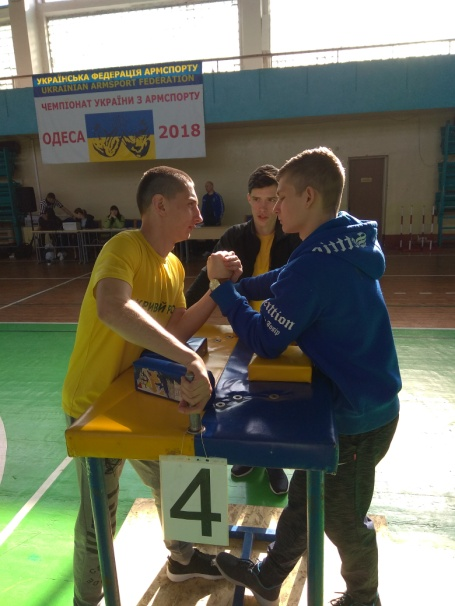 УКРАЇНСЬКА ФЕДЕРАЦІЯ АРМСПОРТУ
UKRAINIAN ARMSPORT FEDERATION
ЧЕМПІОНАТ УКРАЇНИ З АРМСПОРТУ
ОДЕСА 2018
4